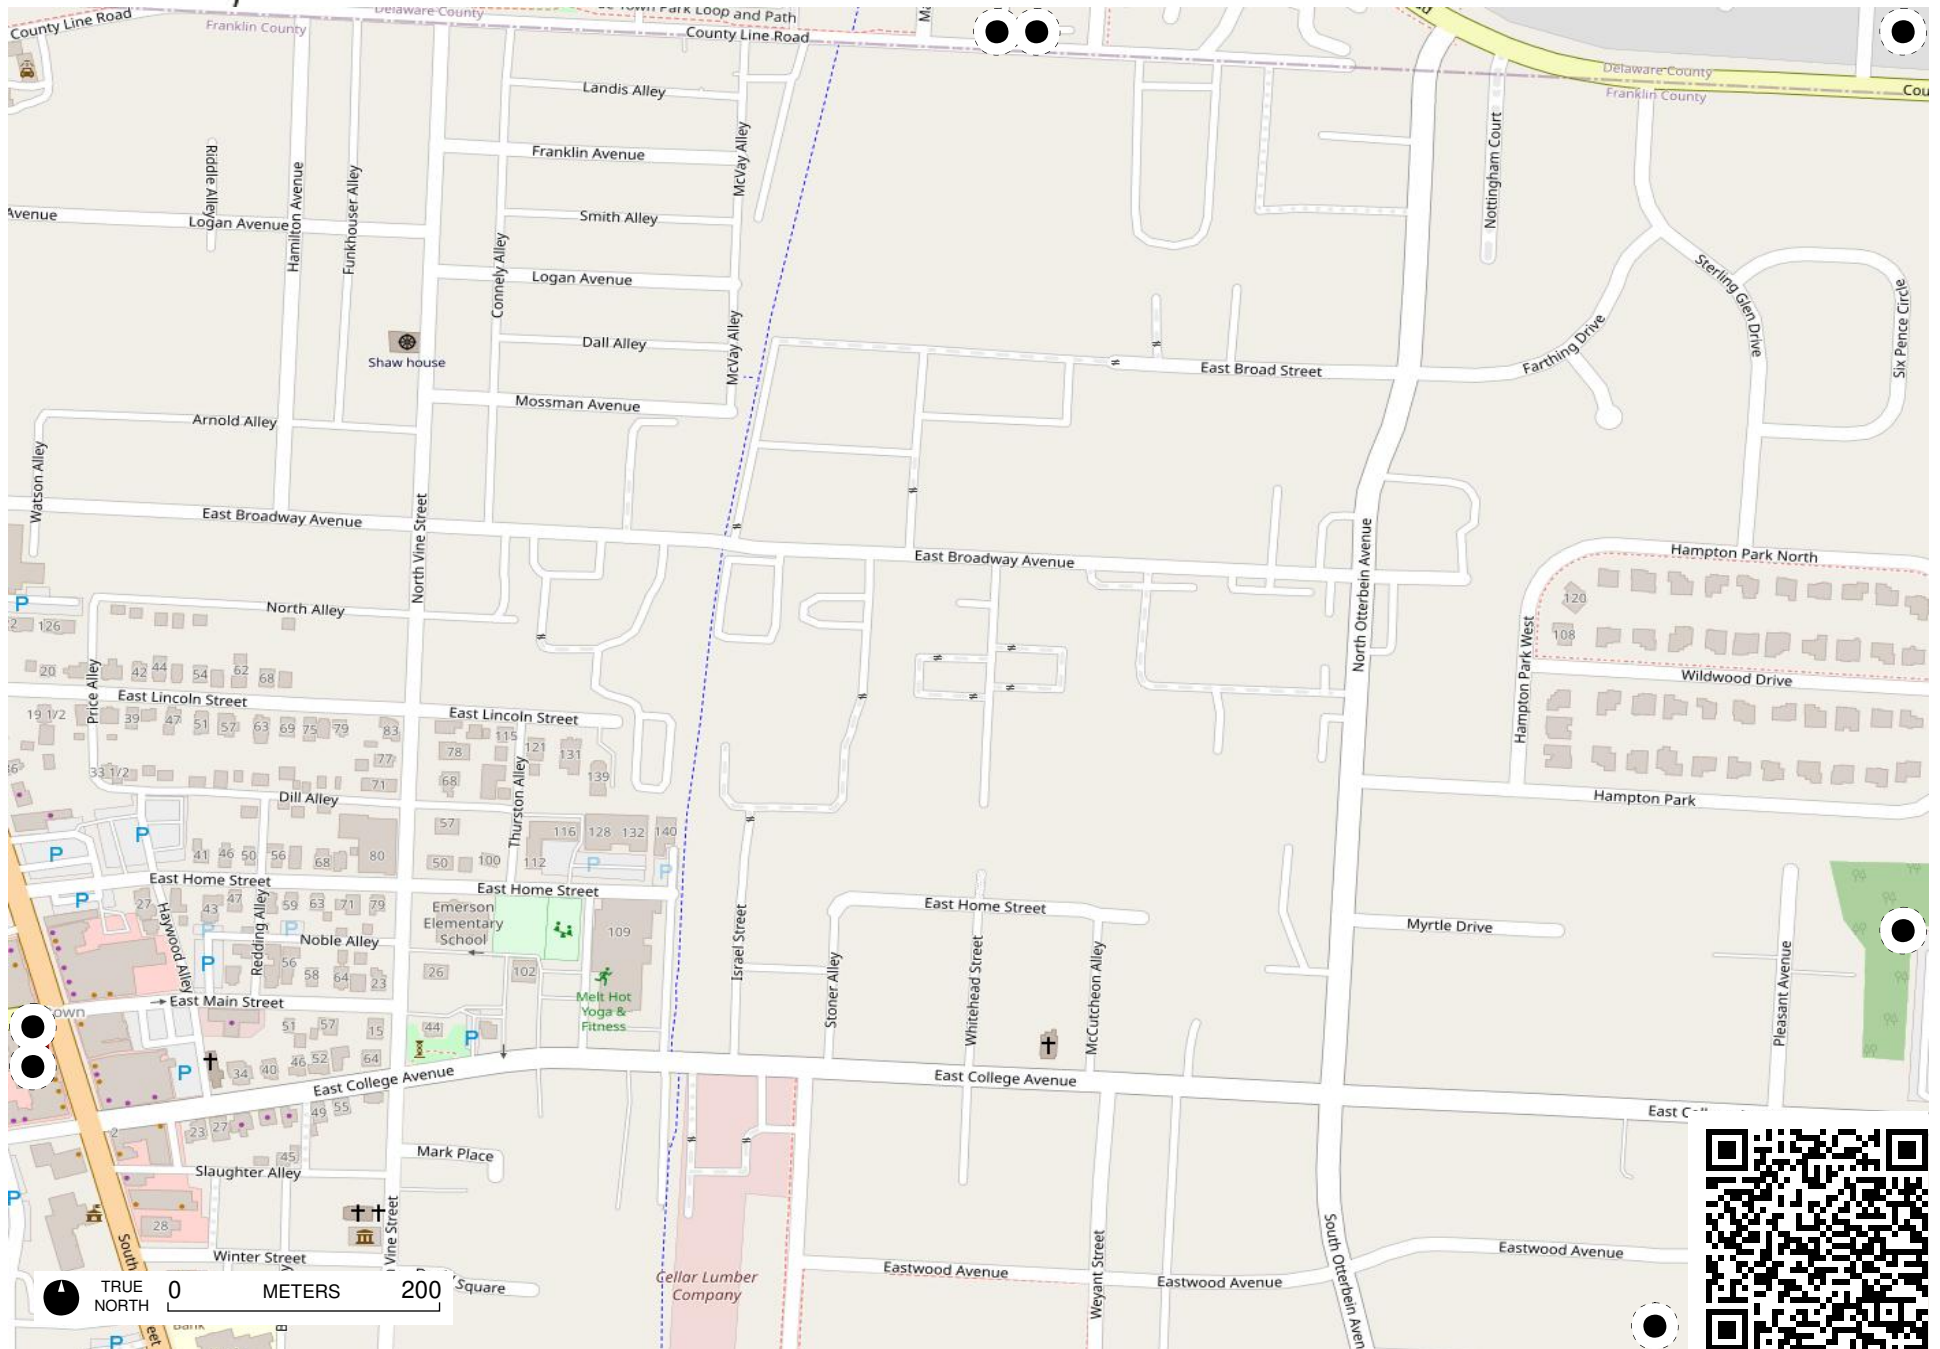 County Line Road
Delaware County
Franklin County
Town Park Loop and Path
County Line Road
Delaware County
Franklin County
Cou
Landis Alley
Franklin Avenue
Smith Alley
Logan Avenue
Dall Alley
Mossman Avenue
McVay Alley
McVay Alley
Riddle Alley
Hamilton Avenue
Funkhouser Alley
Connely Alley
Avenue
Logan Avenue
Shaw house
Arnold Alley
Watson Alley
Nottingham Court
Sterling Glen Drive
Six Pence Circle
Farthing Drive
East Broad Street
East Broadway Avenue
North Vine Street
East Broadway Avenue
North Otterbein Avenue
Hampton Park North
120
108
Hampton Park West
Wildwood Drive
Hampton Park
P
126
North Alley
20
42
44
54
62
68
Price Alley
East Lincoln Street
East Lincoln Street
19 1/2
39
47
51
57
63
69
75
79
83
77
71
33 1/2
78
68
115
121
131
139
Thurston Alley
Dill Alley
57
50
100
112
116
128
132
140
P
P
P
P
41
46
50
56
68
80
East Home Street
East Home Street
East Home Street
P
27
43
47
59
63
71
79
P
P
Haywood Alley
Redding Alley
Noble Alley
P
56
58
64
23
Emerson
Elementary
School
109
26
102
Melt Hot
Yoga &
Fitness
Israel Street
Stoner Alley
Whitehead Street
McCutcheon Alley
Myrtle Drive
Pleasant Avenue
East Main Street
own
51
57
15
44
P
P
34
40
46
52
64
East College Avenue
East College Avenue
East Col
2
23
27
49
55
45
Slaughter Alley
Mark Place
P
28
Winter Street
Vine Street
South
Square
Cellar Lumber
Company
Eastwood Avenue
Weyant Street
Eastwood Avenue
South Otterbein Aven
Eastwood Avenue
TRUE
NORTH
0
METERS
200
Bank
P
eet